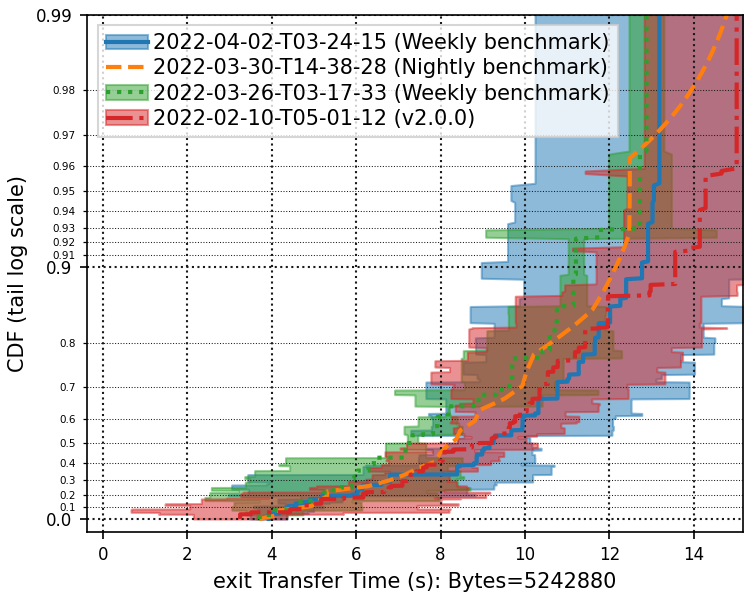 0.99
2022-04-02-T03-24-15 (Weekly benchmark)
2022-03-30-T14-38-28 (Nightly benchmark)
2022-03-26-T03-17-33 (Weekly benchmark)
2022-02-10-T05-01-12 (v2.0.0)
0.98
0.97
0.96
0.95
0.94
0.93
0.92
0.91
0.9
0.8
0.7
0.6
0.5
0.4
0.3
0.2
0.1
0.0
CDF (tail log scale)
0 2 4 6 8 10 12 14
exit Transfer Time (s): Bytes=5242880